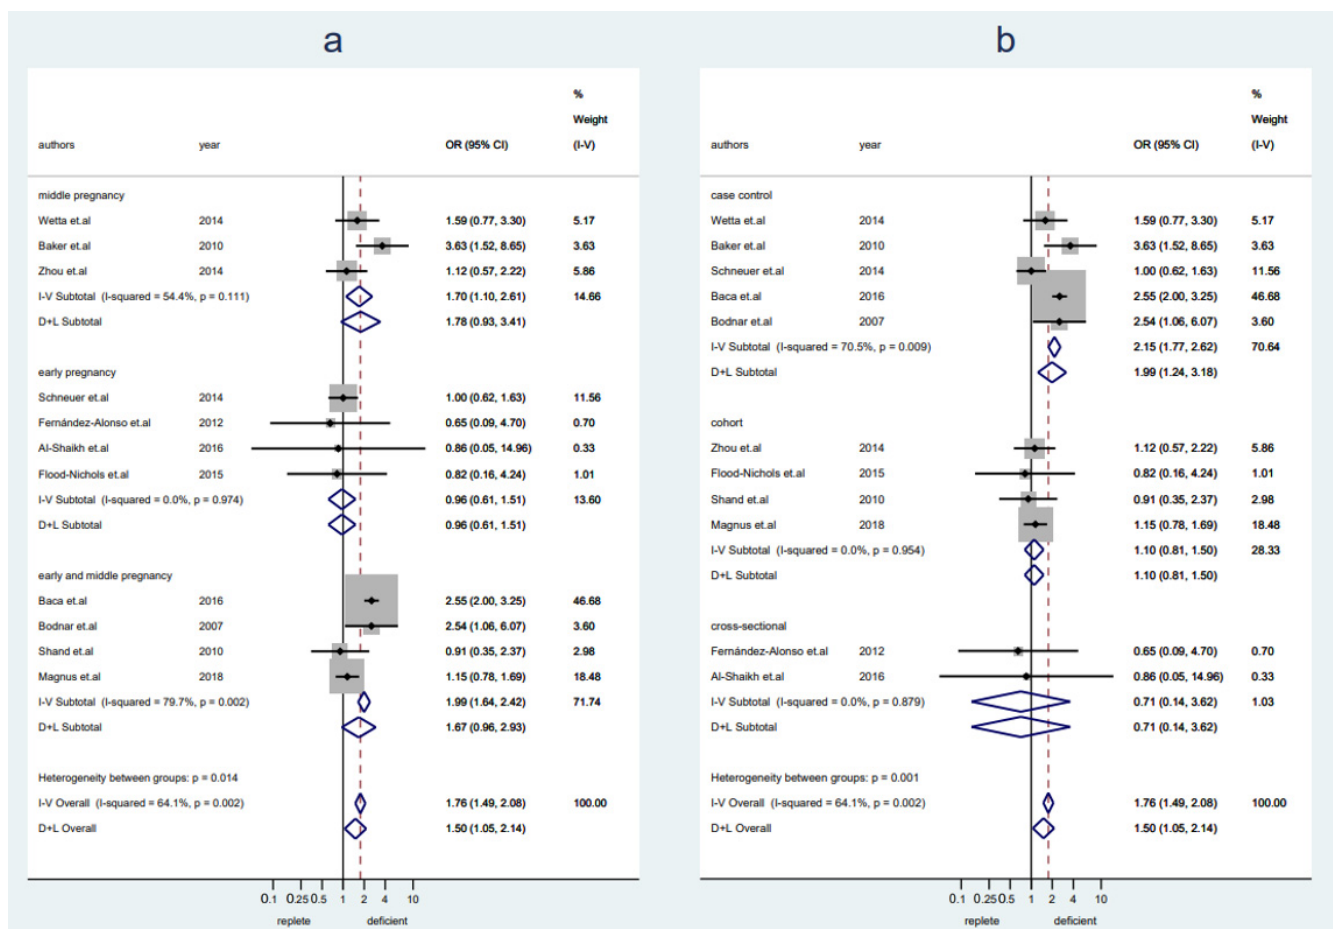 a
%
Weight
authors year OR (95% CI) (I-V)
middle pregnancy
Wetta et.al 2014 1.59 (0.77, 3.30) 5.17
Baker et.al 2010 3.63 (1.52, 8.65) 3.63
Zhou et.al 2014 1.12 (0.57, 2.22) 5.86
I-V Subtotal (I-squared = 54.4%, p = 0.111) 1.70 (1.10, 2.61) 14.66
D+L Subtotal 1.78 (0.93, 3.41)
early pregnancy
Schneuer et.al 2014 1.00 (0.62, 1.63) 11.56
Fernández-Alonso et.al 2012 0.65 (0.09, 4.70) 0.70
Al-Shaikh et.al 2016 0.86 (0.05, 14.96) 0.33
Flood-Nichols et.al 2015 0.82 (0.16, 4.24) 1.01
I-V Subtotal (I-squared = 0.0%, p = 0.974) 0.96 (0.61, 1.51) 13.60
D+L Subtotal 0.96 (0.61, 1.51)
early and middle pregnancy
Baca et.al 2016 2.55 (2.00, 3.25) 46.68
Bodnar et.al 2007 2.54 (1.06, 6.07) 3.60
Shand et.al 2010 0.91 (0.35, 2.37) 2.98
Magnus et.al 2018 1.15 (0.78, 1.69) 18.48
I-V Subtotal (I-squared = 79.7%, p = 0.002) 1.99 (1.64, 2.42) 71.74
D+L Subtotal 1.67 (0.96, 2.93)
Heterogeneity between groups: p = 0.014
I-V Overall (I-squared = 64.1%, p = 0.002) 1.76 (1.49, 2.08) 100.00
D+L Overall 1.50 (1.05, 2.14)
0.1 0.25 0.5 1 2 4 10
replete deficient
b
%
Weight
authors year OR (95% CI) (I-V)
case control
Wetta et.al 2014 1.59 (0.77, 3.30) 5.17
Baker et.al 2010 3.63 (1.52, 8.65) 3.63
Schneuer et.al 2014 1.00 (0.62, 1.63) 11.56
Baca et.al 2016 2.55 (2.00, 3.25) 46.68
Bodnar et.al 2007 2.54 (1.06, 6.07) 3.60
I-V Subtotal (I-squared = 70.5%, p = 0.009) 2.15 (1.77, 2.62) 70.64
D+L Subtotal 1.99 (1.24, 3.18)
cohort
Zhou et.al 2014 1.12 (0.57, 2.22) 5.86
Flood-Nichols et.al 2015 0.82 (0.16, 4.24) 1.01
Shand et.al 2010 0.91 (0.35, 2.37) 2.98
Magnus et.al 2018 1.15 (0.78, 1.69) 18.48
I-V Subtotal (I-squared = 0.0%, p = 0.954) 1.10 (0.81, 1.50) 28.33
D+L Subtotal 1.10 (0.81, 1.50)
cross-sectional
Fernández-Alonso et.al 2012 0.65 (0.09, 4.70) 0.70
Al-Shaikh et.al 2016 0.86 (0.05, 14.96) 0.33
I-V Subtotal (I-squared = 0.0%, p = 0.879) 0.71 (0.14, 3.62) 1.03
D+L Subtotal 0.71 (0.14, 3.62)
Heterogeneity between groups: p = 0.001
I-V Overall (I-squared = 64.1%, p = 0.002) 1.76 (1.49, 2.08) 100.00
D+L Overall 1.50 (1.05, 2.14)
0.1 0.25 0.5 1 2 4 10
replete deficient